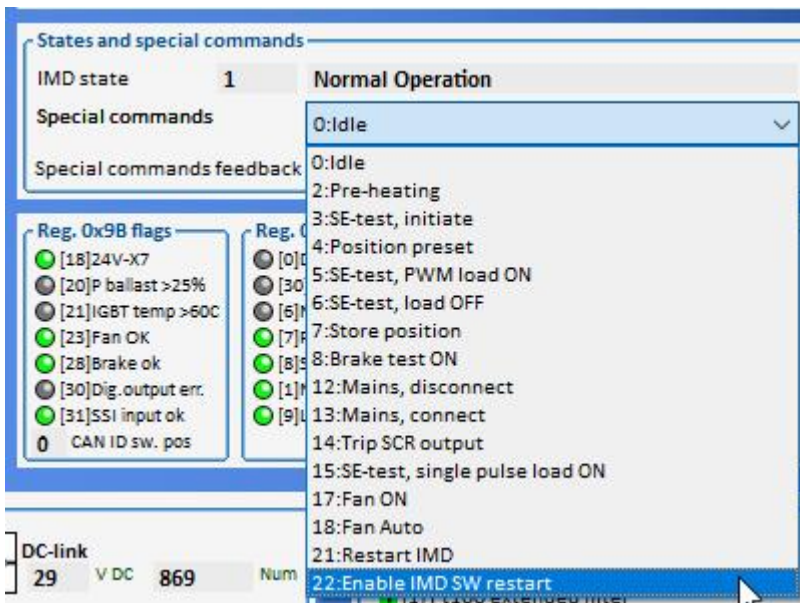 States and special commands
IMD state 1 Normal Operation
Special commands 0:Idle
Special commands feedback
0:Idle
2:Pre-heating
3:SE-test, initiate
4:Position preset
5:SE-test, PWM load ON
6:SE-test, load OFF
7:Store position
8:Brake test ON
12:Mains, disconnect
13:Mains, connect
14:Trip SCR output
15:SE-test, single pulse load ON
17:Fan ON
18:Fan Auto
21:Restart IMD
22:Enable IMD SW restart
Reg. 0x9B flags
[18]24V-X7
[20]P ballast >25%
[21]IGBT temp >60C
[23]Fan OK
[28]Brake ok
[30]Dig.output err.
[31]SSI input ok
0 CAN ID sw. pos
Reg.
[0]
[30]
[6]
[7]
[8]
[1]
[9]
DC-link
29 V DC 869 Num